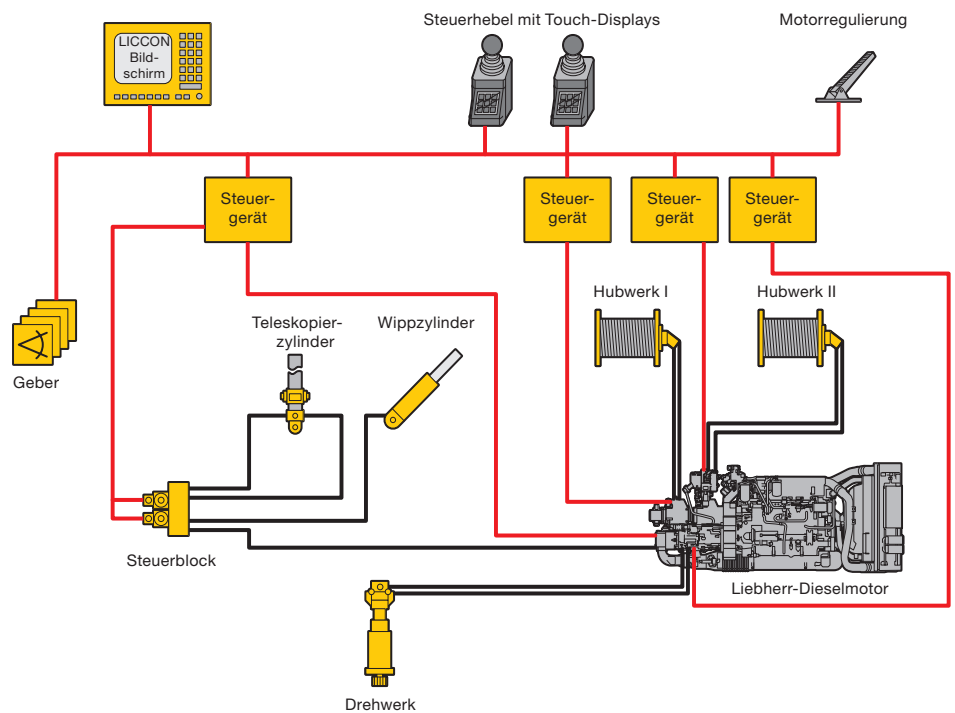 Steuerhebel mit Touch-Displays
Motorregulierung
LICCON
Bild-
schirm
Steuer-
gerät
Steuer-
gerät
Steuer-
gerät
Steuer-
gerät
Hubwerk I
Hubwerk II
Teleskopier-
zylinder
Wippzylinder
Geber
Steuerblock
Liebherr-Dieselmotor
Drehwerk